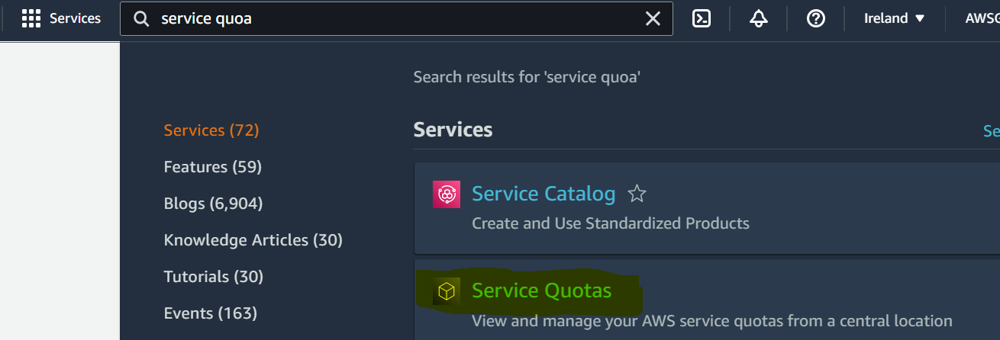 Services service quoa Ireland AWSG
Search results for 'service quoa'
Services (72)
Features (59)
Blogs (6,904)
Knowledge Articles (30)
Tutorials (30)
Events (163)
Services Se
Service Catalog
Create and Use Standardized Products
Service Quotas
View and manage your AWS service quotas from a central location